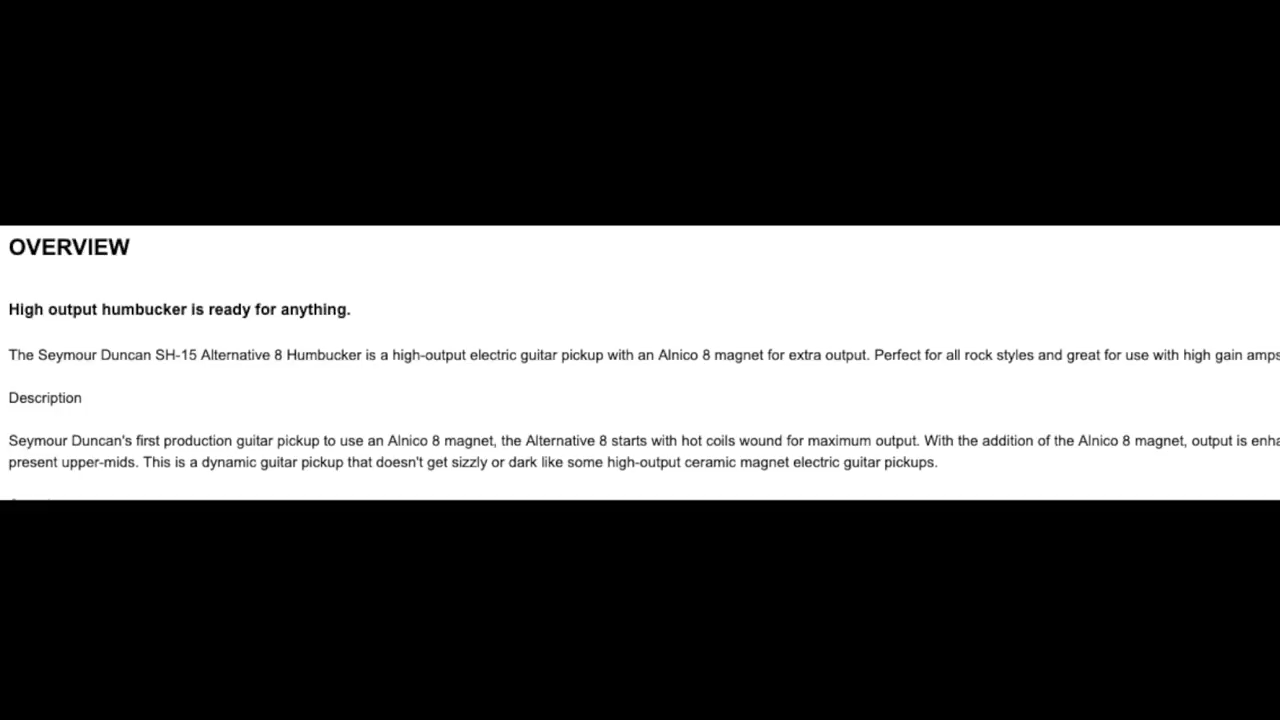 OVERVIEW
High output humbucker is ready for anything.
The Seymour Duncan SH-15 Alternative 8 Humbucker is a high-output electric guitar pickup with an Alnico 8 magnet for extra output. Perfect for all rock styles and great for use with high gain amps
Description
Seymour Duncan's first production guitar pickup to use an Alnico 8 magnet, the Alternative 8 starts with hot coils wound for maximum output. With the addition of the Alnico 8 magnet, output is
present upper-mids. This is a dynamic guitar pickup that doesn't get sizzly or dark like some high-output ceramic magnet electric guitar pickups.